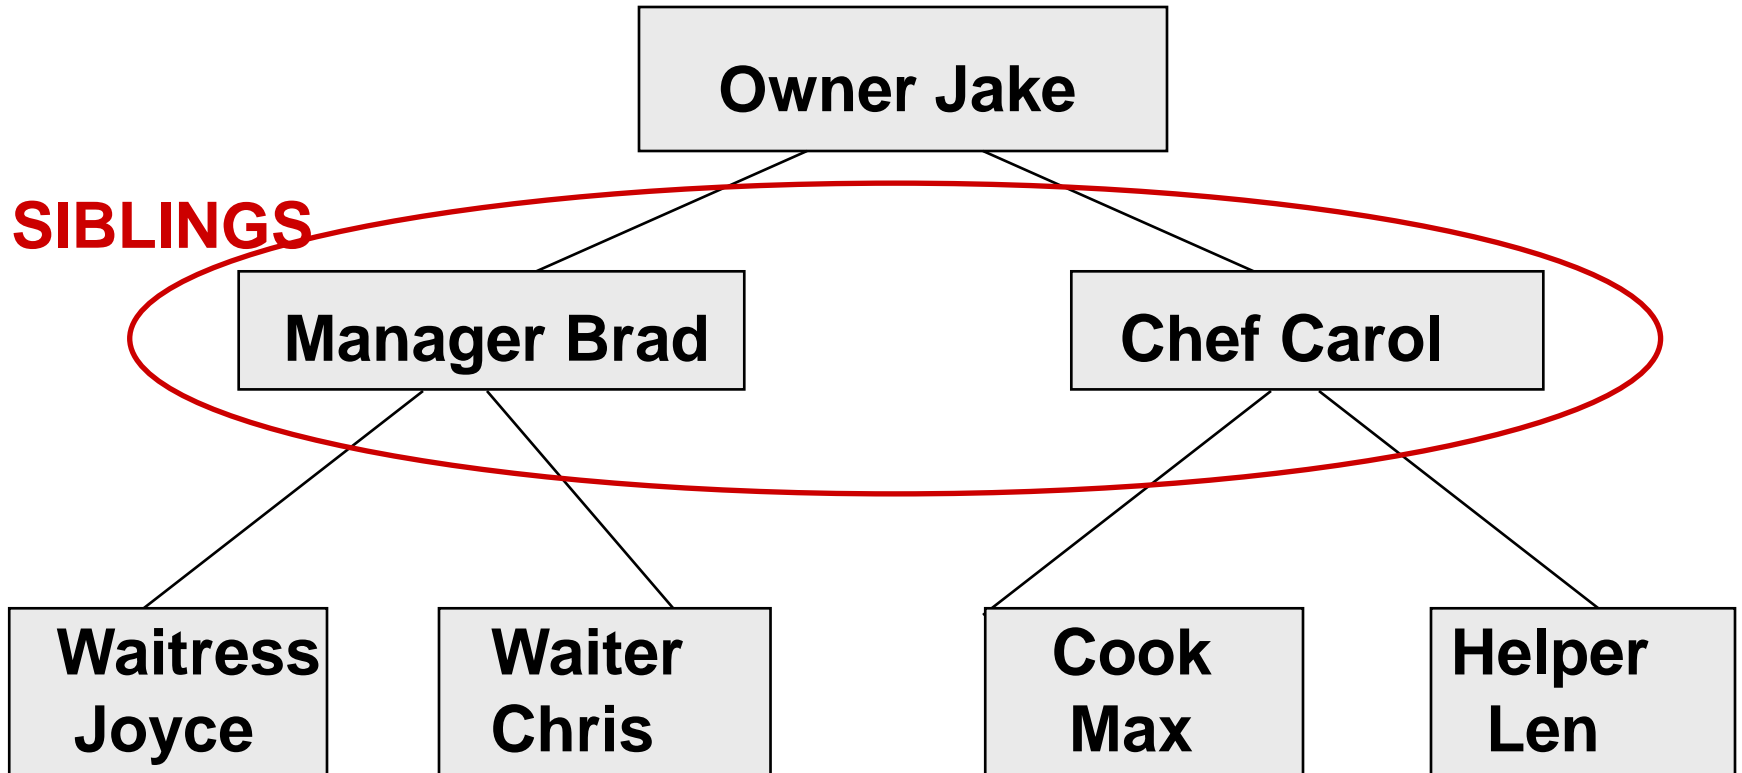 Owner Jake
SIBLINGS
Manager Brad
Chef Carol
Waitress
Joyce
Waiter
Chris
Cook
Max
Helper
Len